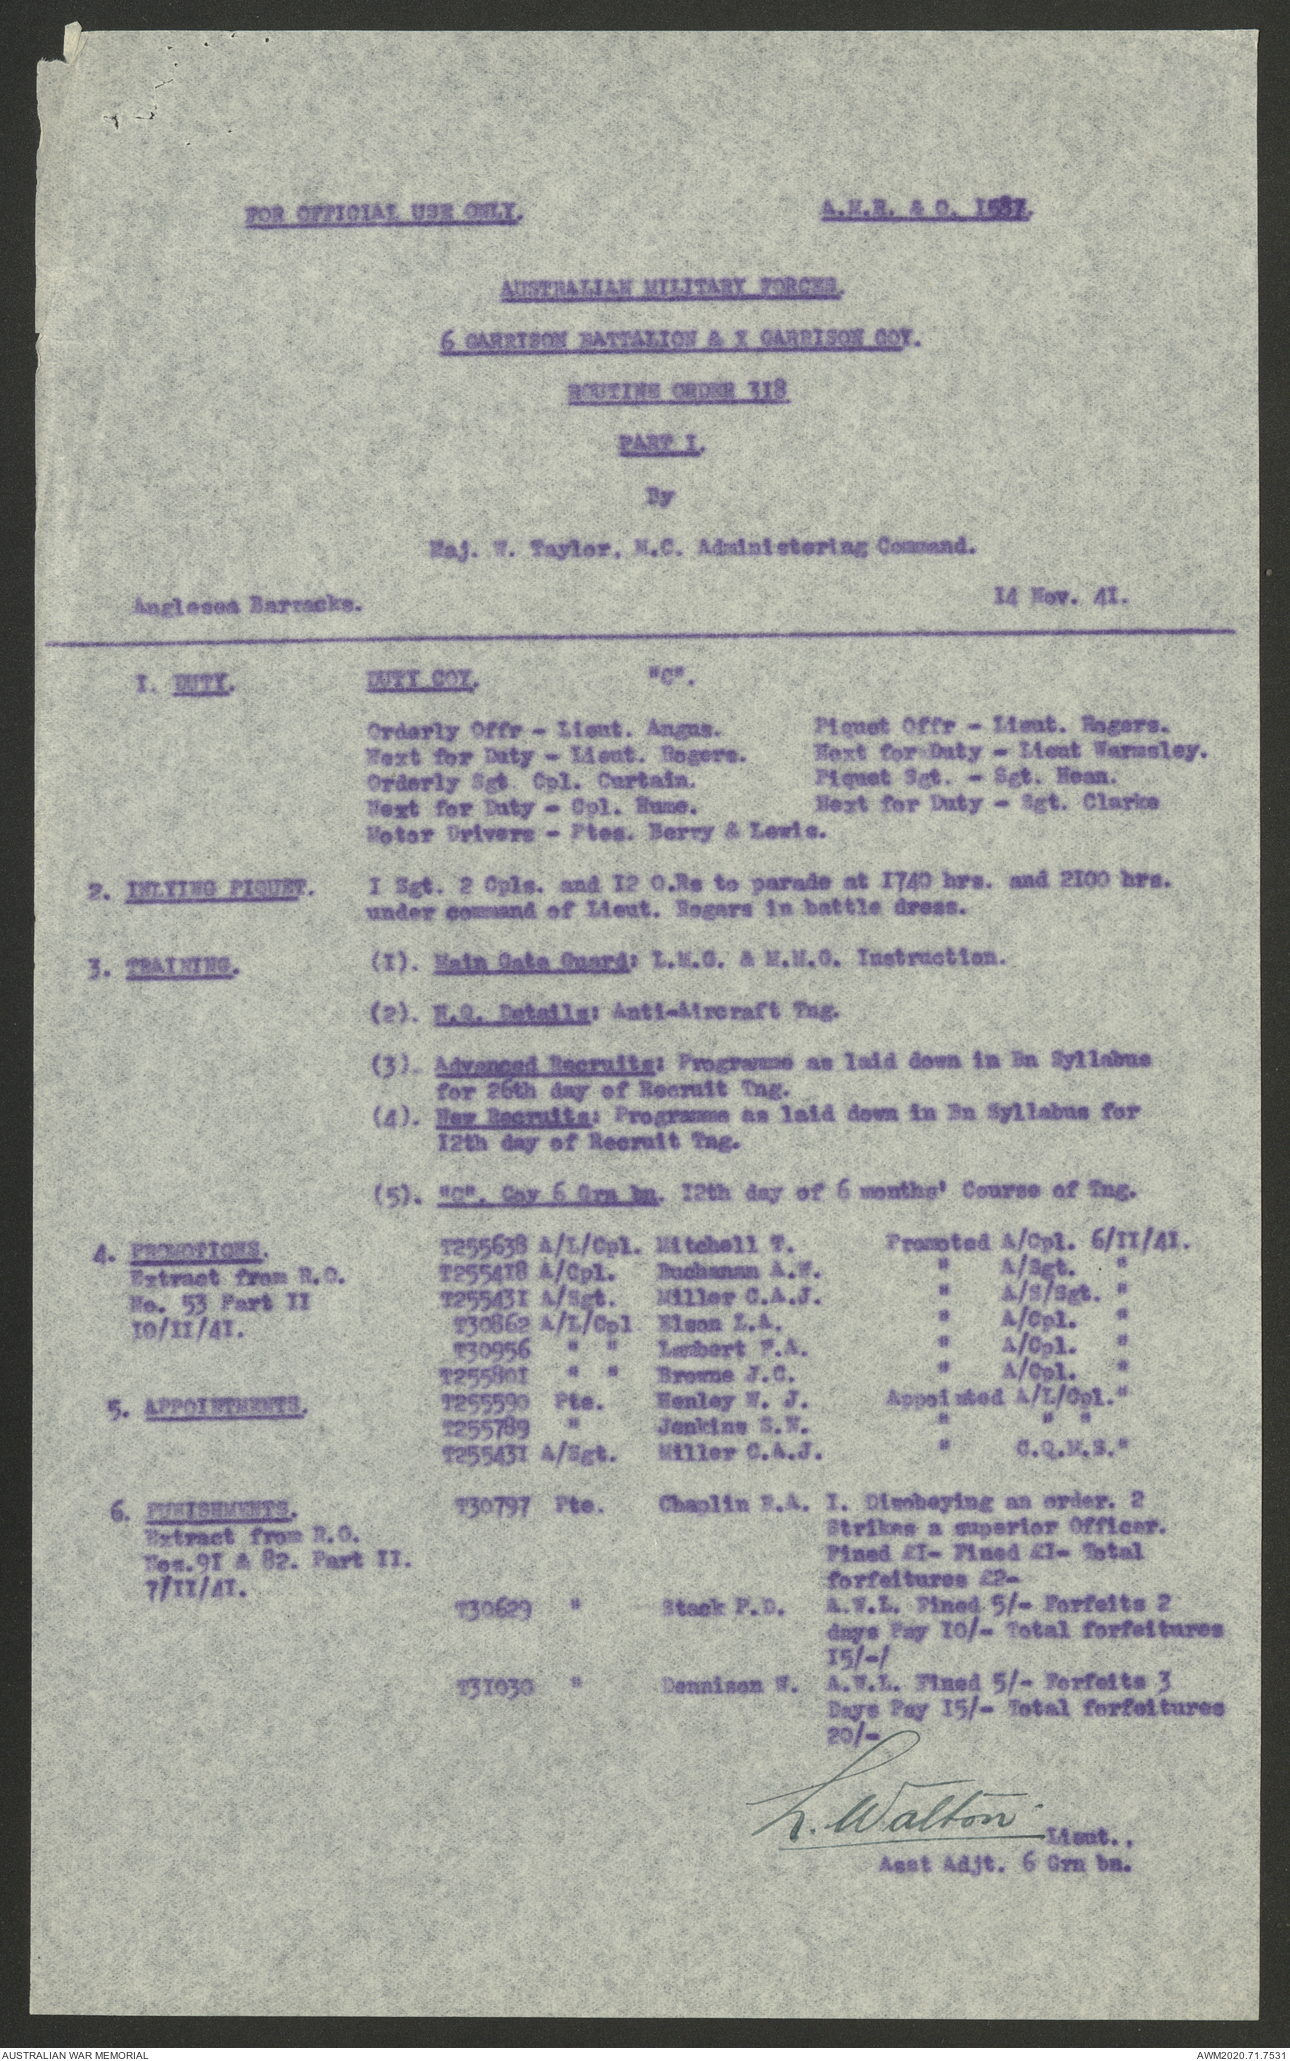 FOR OFFICIAL USE ONLY.
A.M.R. & O. 1587.
AUSTRALIAN MILITARY FORCES.
6 GARRISON BATTALION & X GARRISON COY.
ROUTINE ORDER 318
PART I.
By
Maj. W. Taylor, M.C. Administering Command.
Anglesea Barracks. 14 Nov. 41.
I. DUTY. DUTY COY. "C".
Orderly Offr - Lieut. Angus. Piquet Offr - Lieut. Rogers.
Next for Duty - Lieut. Rogers. Next for Duty - Lieut Warmsley.
Orderly Sgt Cpl. Curtain. Piquet Sgt. - Sgt. Hean.
Next for Duty - Cpl. Hume. Next for Duty - Sgt. Clarke
Motor Drivers - Ptes. Berry & Lewis.
2. INLYING PIQUET. I Sgt. 2 Cpls. and I2 O.Rs to parade at I740 hrs. and 2I00 hrs.
under command of Lieut. Rogers in battle dress.
3. TRAINING. (I). Main Gate Guard: L.M.G. & M.M.G. Instruction.
(2). H.Q. Details: Anti-Aircraft Tng.
(3). Advanced Recruits: Programme as laid down in Bn Syllabus
for 26th day of Recruit Tng.
(4). New Recruits: Programme as laid down in Bn Syllabus for
I2th day of Recruit Tng.
(5). "C". Coy 6 Grn bn. I2th day of 6 months' Course of Tng.
4. PROMOTIONS. T255638 A/L/Cpl. Mitchell T. Promoted A/Cpl. 6/II/4I.
Extract from R.O. T2554I8 A/Cpl. Buchanan A.W. " A/Sgt. "
No. 53 Part II T25543I A/Sgt. Miller C.A.J. " A/S/Sgt. "
I0/II/4I. T30862 A/L/Cpl Elson L.A. " A/Cpl. "
T30956 " " Lambert F.A. " A/Cpl. "
T25580I " " Browne J.C. " A/Cpl. "
5. APPOINTMENTS. T255590 Pte. Henley W. J. Appointed A/L/Cpl."
T255789 " Jenkins S.N. " " "
T25543I A/Sgt. Miller C.A.J. " C.Q.M.S."
6. PUNISHMENTS. T30797 Pte. Chaplin R.A. I. Disobeying an order. 2
Extract from R.O. Strikes a superior Officer.
Nos.9I & 82. Part II. Fined £I- Fined £I- Total
7/II/4I. forfeitures £2-
T30629 " Stack P.D. A.W.L. Fined 5/- Forfeits 2
days Pay I0/- Total forfeitures
I5/-/
T3I030 " Dennison W. A.W.L. Fined 5/- Forfeits 3
Days Pay I5/- Total forfeitures
20/-
L. Walton Lieut.,
Asst Adjt. 6 Grn bn.
AUSTRALIAN WAR MEMORIAL AWM2020.71.7531